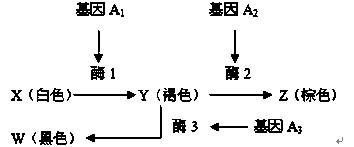 基因 A₁ 基因 A₂
酶 1 酶 2
X（白色） Y（褐色） Z（棕色）
W（黑色） 酶 3 基因 A₃